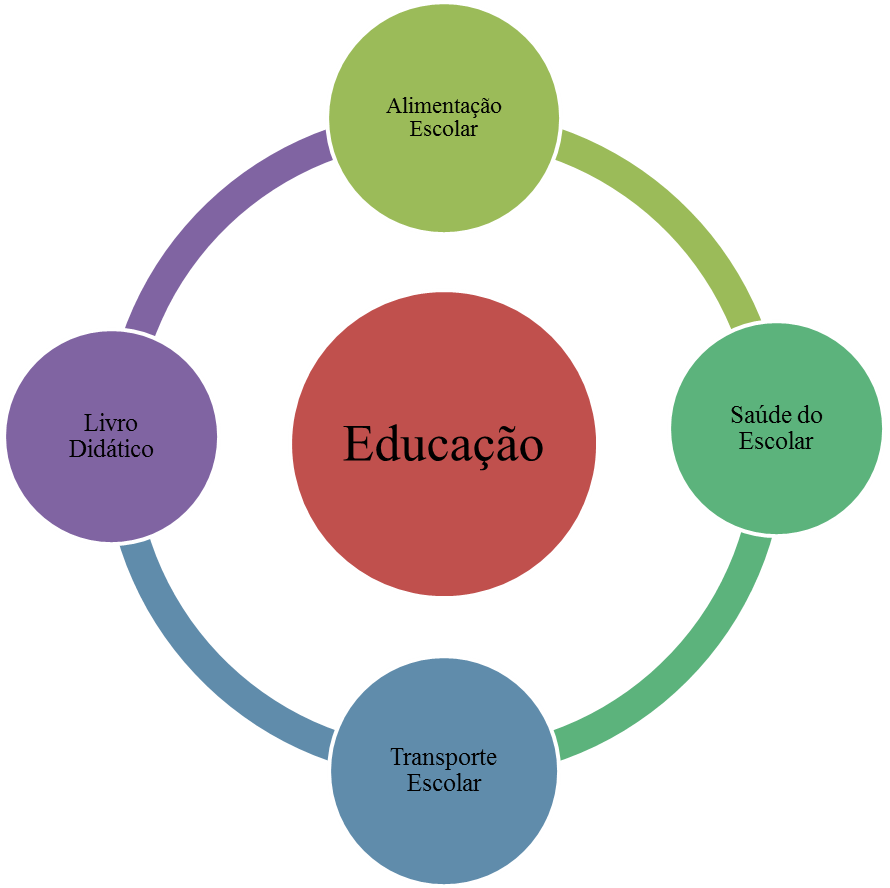 Alimentação
Escolar
Saúde do
Escolar
Livro
Didático
Educação
Transporte
Escolar